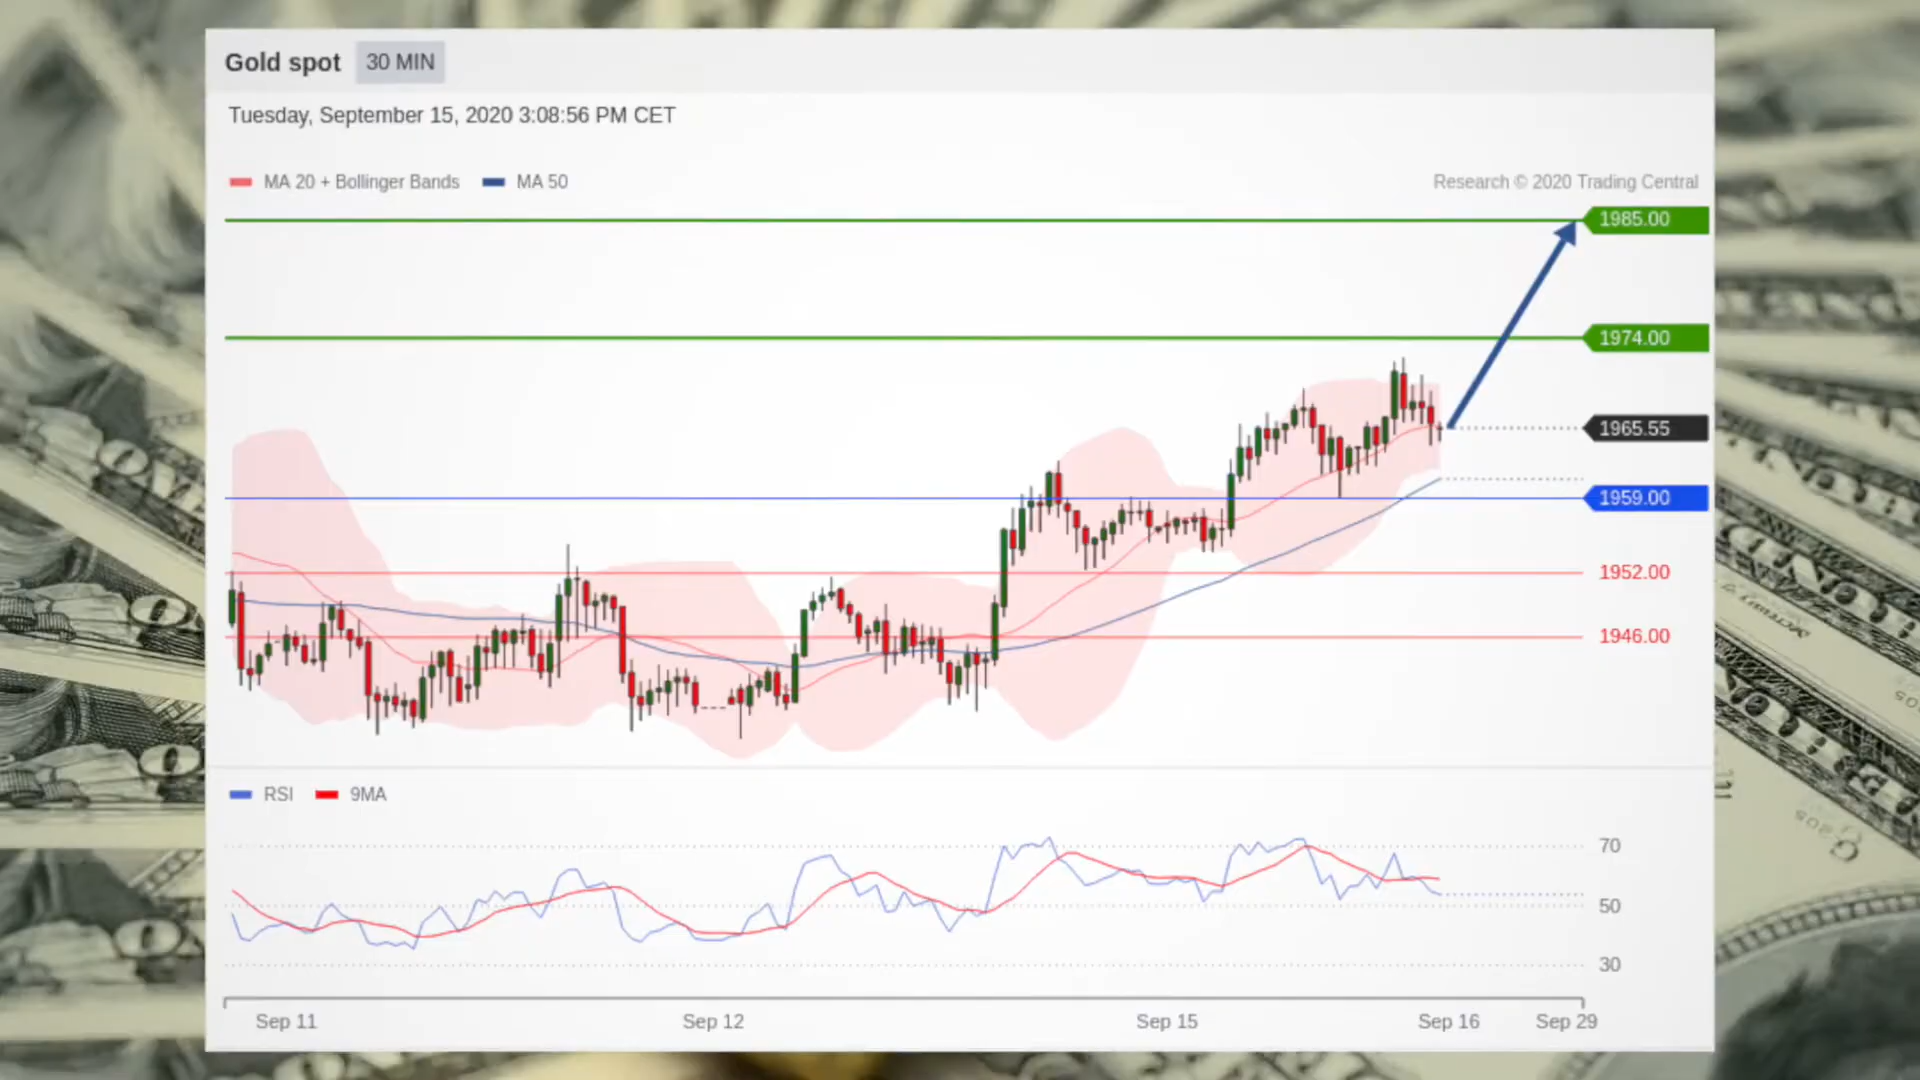 Gold spot 30 MIN
Tuesday, September 15, 2020 3:08:56 PM CET
MA 20 + Bollinger Bands MA 50
Research © 2020 Trading Central
1985.00
1974.00
1965.55
1959.00
1952.00
1946.00
RSI 9MA
70
50
30
Sep 11 Sep 12 Sep 15 Sep 16 Sep 29